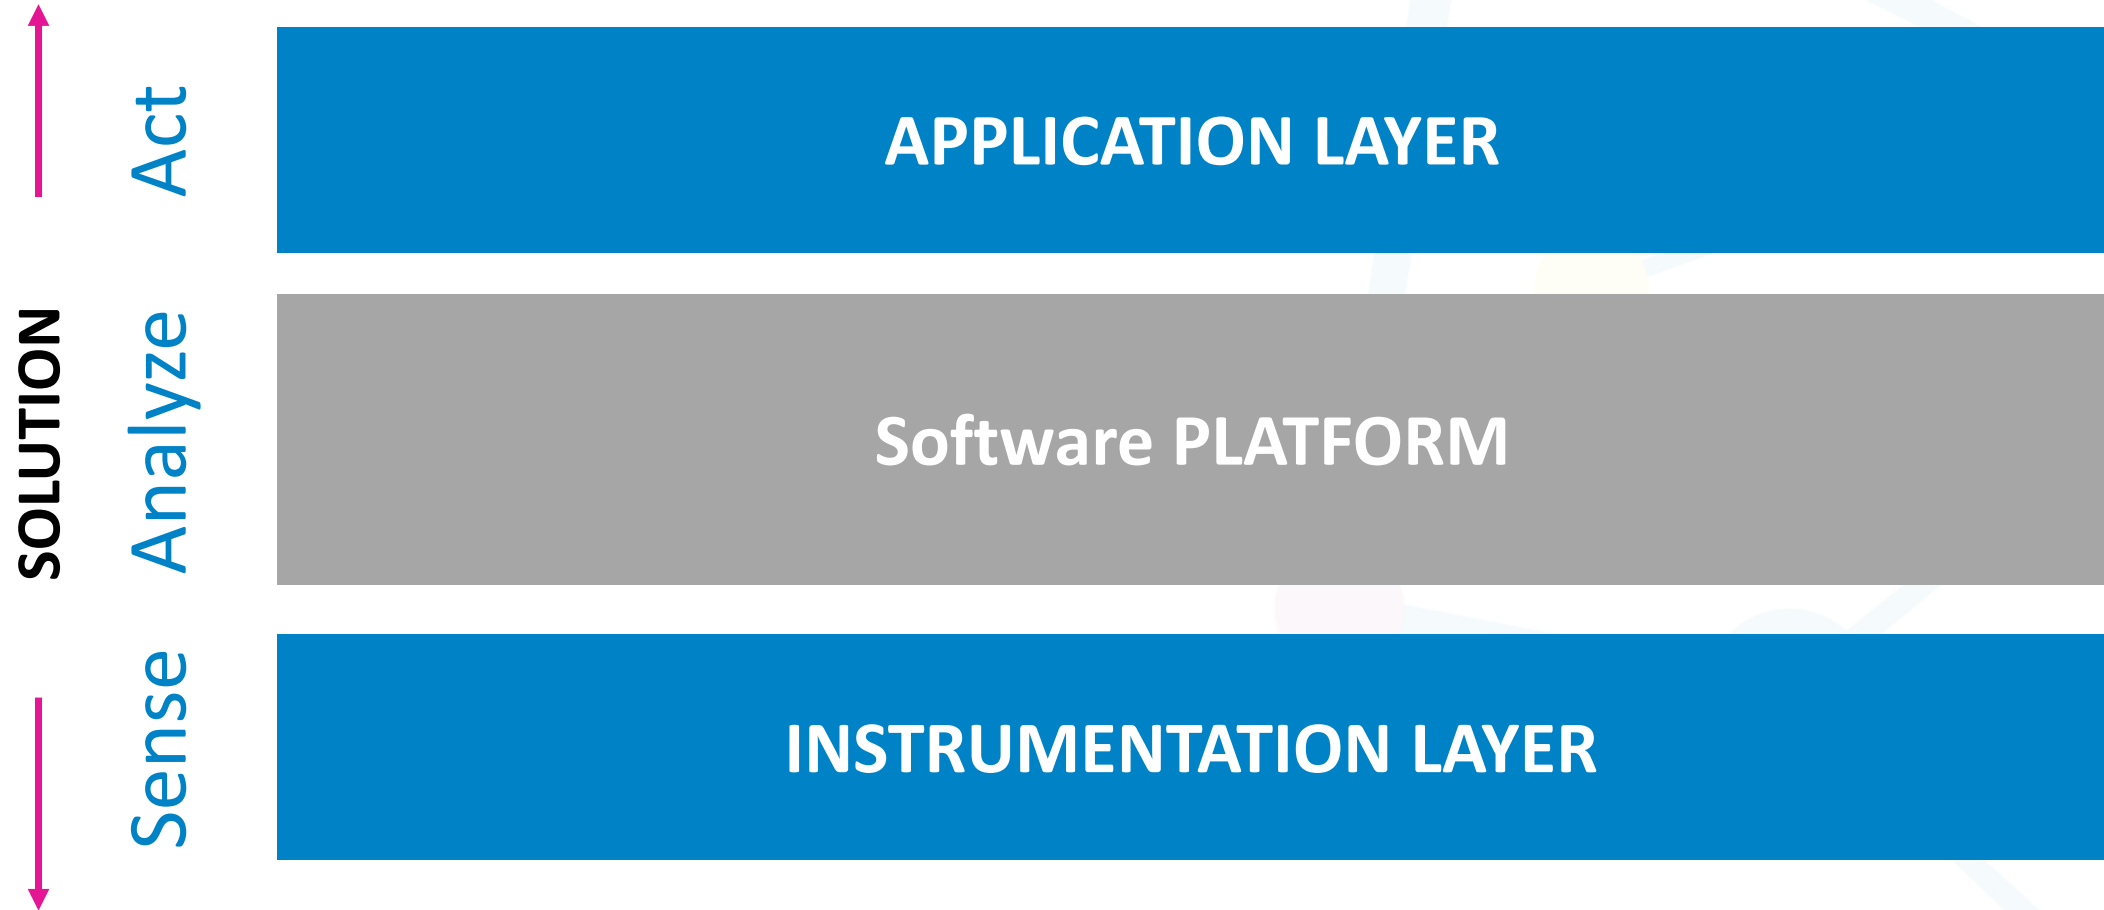 SOLUTION
Act
APPLICATION LAYER
Analyze
Software PLATFORM
Sense
INSTRUMENTATION LAYER